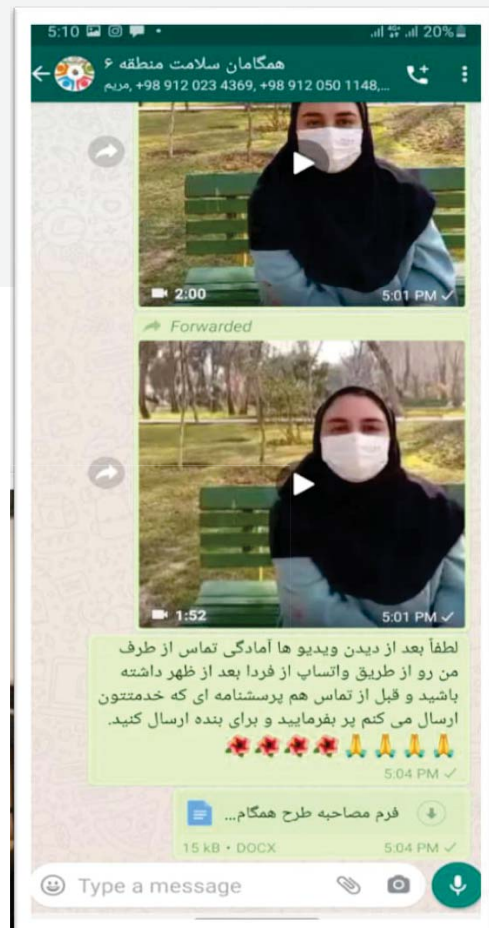 5:10
20%
همگامان سلامت منطقه ۶
مریم, +98 912 023 4369, +98 912 050 1148,...
2:00
5:01 PM
Forwarded
1:52
5:01 PM
لطفاً بعد از دیدن ویدیو ها آمادگی تماس از طرف
من رو از طریق واتساپ از فردا بعد از ظهر داشته
باشید و قبل از تماس هم پرسشنامه ای که خدمتتون
ارسال می کنم پر بفرمایید و برای بنده ارسال کنید.
5:04 PM
فرم مصاحبه طرح همگام...
15 kB • DOCX
5:04 PM
Type a message